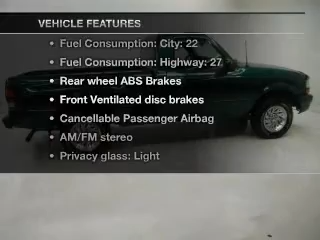 VEHICLE FEATURES
• Fuel Consumption: City: 22
• Fuel Consumption: Highway: 27
• Rear wheel ABS Brakes
• Front Ventilated disc brakes
• Cancellable Passenger Airbag
• AM/FM stereo
• Privacy glass: Light